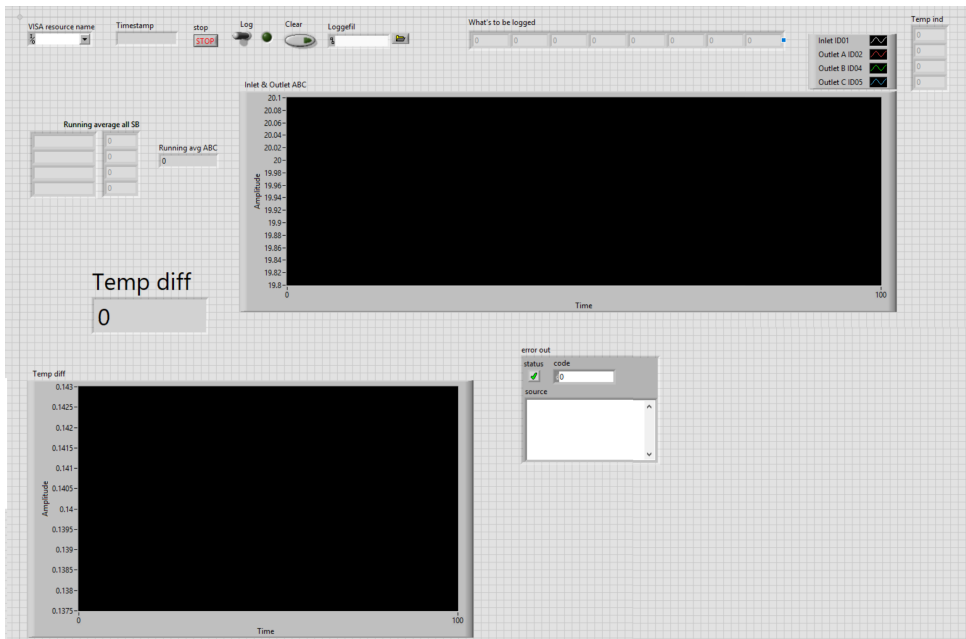 VISA resource name
Timestamp
stop
STOP
Log
Clear
Loggefil
What's to be logged
0 0 0 0 0 0 0 0
Inlet ID01
Outlet A ID02
Outlet B ID04
Outlet C ID05
Temp ind
0
0
0
0
Running average all SB
0
0
0
0
Running avg ABC
0
Inlet & Outlet ABC
20.1
20.08
20.06
20.04
20.02
20
19.98
19.96
19.94
19.92
19.9
19.88
19.86
19.84
19.82
19.8
Amplitude
0
100
Time
Temp diff
0
Temp diff
0.143
0.1425
0.142
0.1415
0.141
0.1405
0.14
0.1395
0.139
0.1385
0.138
0.1375
Amplitude
0
100
Time
error out
status
code
0
source